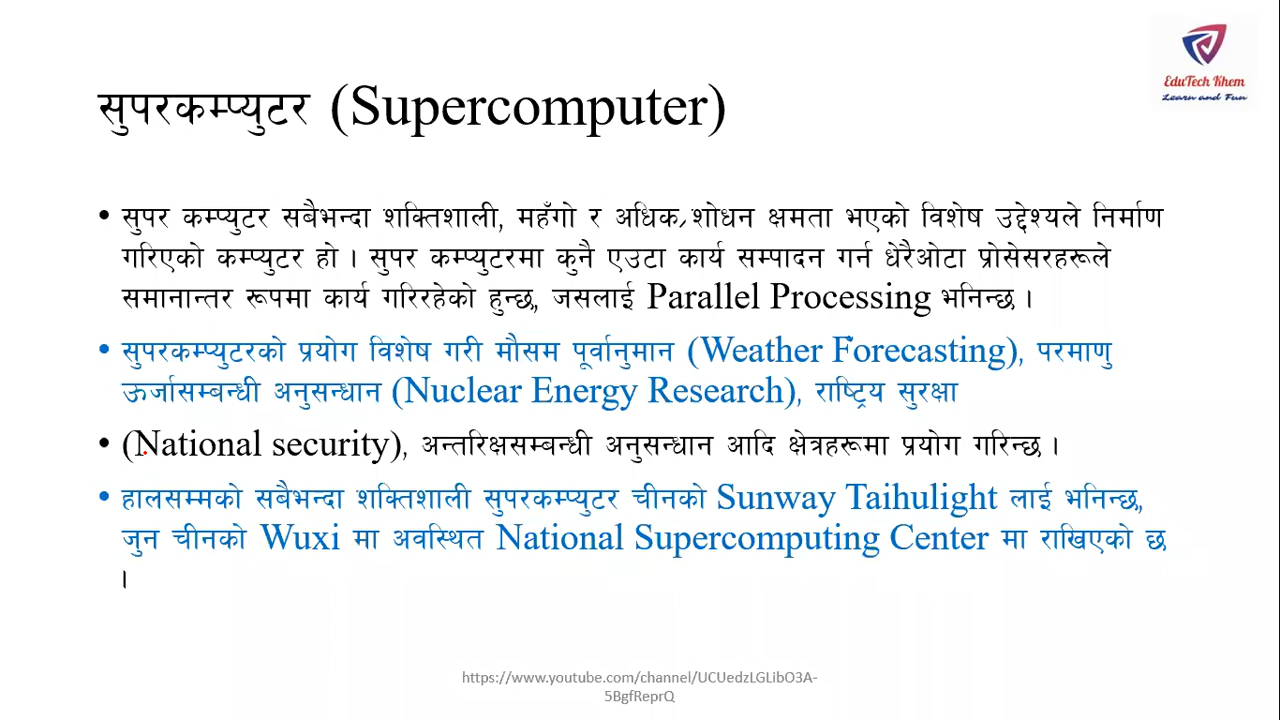 EduTech Khem
Learn and Fun
सुपरकम्प्युटर (Supercomputer)
• सुपर कम्प्युटर सबैभन्दा शक्तिशाली, महँगो र अधिक⁄शोधन क्षमता भएको विशेष उद्देश्यले निर्माण
गरिएको कम्प्युटर हो । सुपर कम्प्युटरमा कुनै एउटा कार्य सम्पादन गर्न धेरैओटा प्रोसेसरहरूले
समानान्तर रूपमा कार्य गरिरहेको हुन्छ, जसलाई Parallel Processing भनिन्छ ।
• सुपरकम्प्युटरको प्रयोग विशेष गरी मौसम पूर्वानुमान (Weather Forecasting), परमाणु
ऊर्जासम्बन्धी अनुसन्धान (Nuclear Energy Research), राष्ट्रिय सुरक्षा
• (National security), अन्तरिक्षसम्बन्धी अनुसन्धान आदि क्षेत्रहरूमा प्रयोग गरिन्छ ।
• हालसम्मको सबैभन्दा शक्तिशाली सुपरकम्प्युटर चीनको Sunway Taihulight लाई भनिन्छ,
जुन चीनको Wuxi मा अवस्थित National Supercomputing Center मा राखिएको छ
।
https://www.youtube.com/channel/UCUedzLGLibO3A-
5BgfReprQ